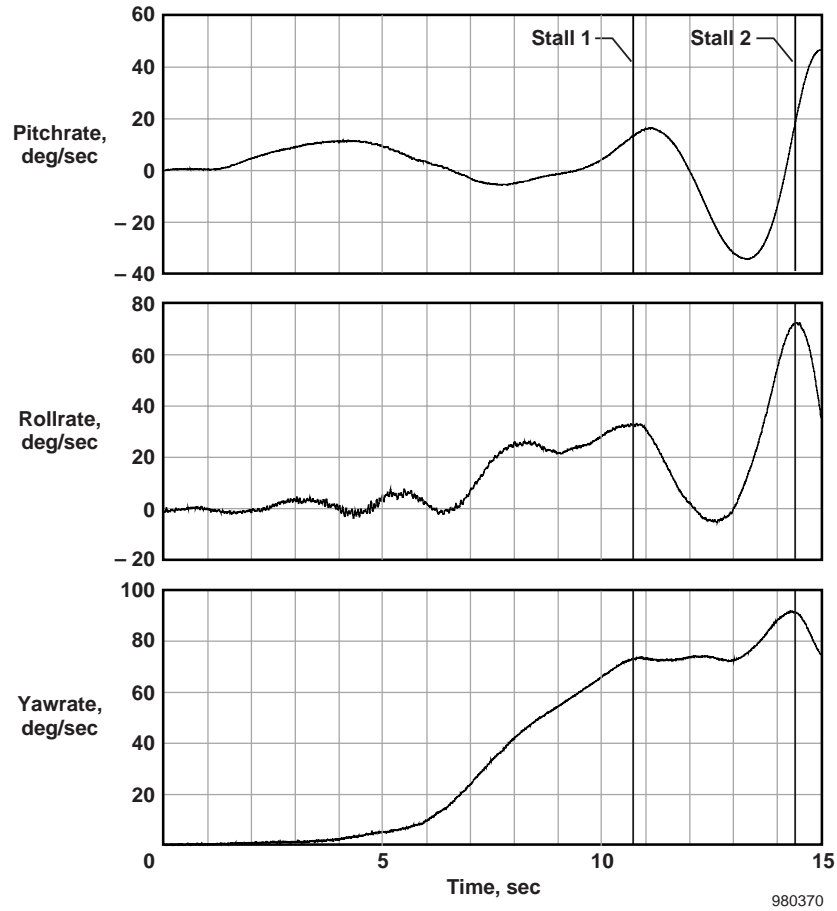 60
Stall 1
Stall 2
40
20
Pitchrate,
deg/sec
0
– 20
– 40
80
60
40
Rollrate,
deg/sec
20
0
– 20
100
80
60
Yawrate,
deg/sec
40
20
0
5
10
15
Time, sec
980370